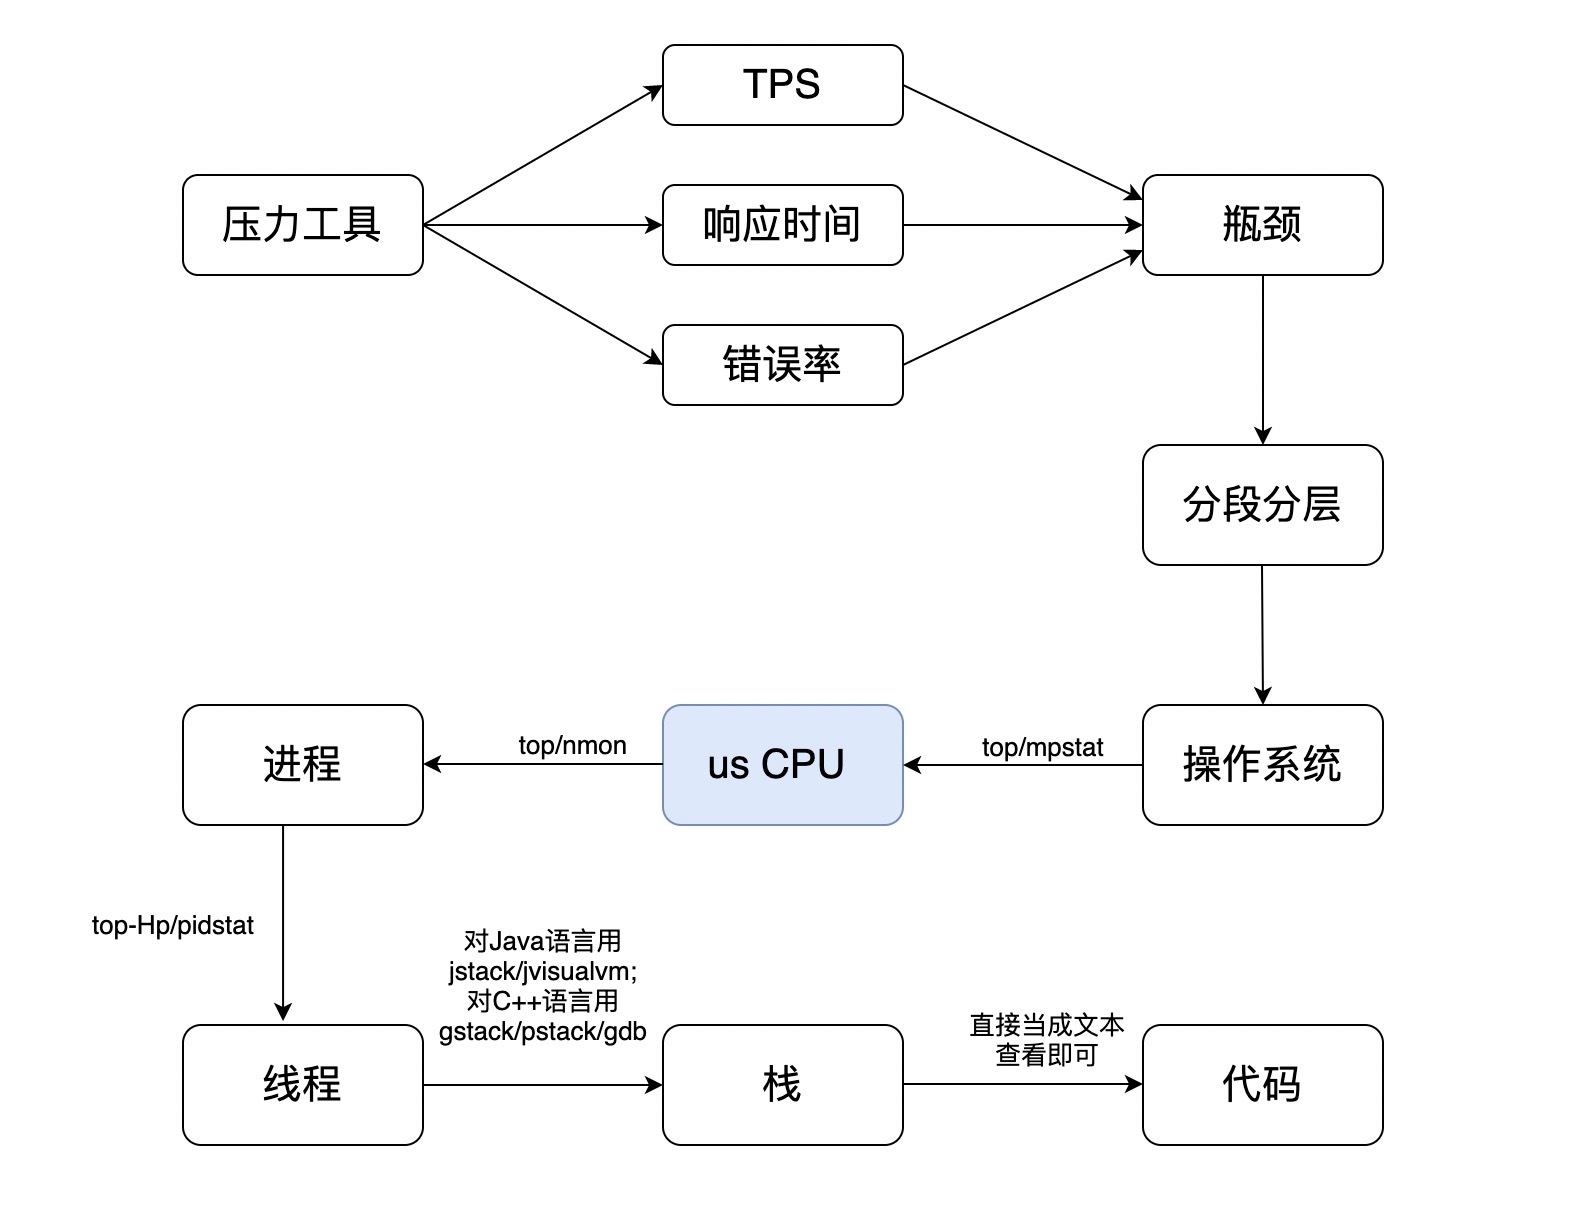 TPS
压力工具
响应时间
瓶颈
错误率
分段分层
进程
top/nmon
us CPU
top/mpstat
操作系统
top-Hp/pidstat
对Java语言用
jstack/jvisualvm;
对C++语言用
gstack/pstack/gdb
直接当成文本
查看即可
线程
栈
代码